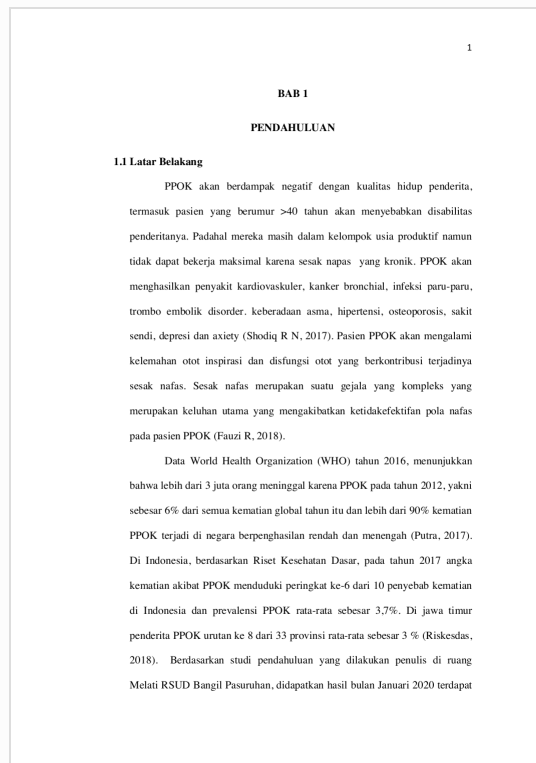 1
BAB 1
PENDAHULUAN
1.1 Latar Belakang
PPOK akan berdampak negatif dengan kualitas hidup penderita,
termasuk pasien yang berumur >40 tahun akan menyebabkan disabilitas
penderitanya. Padahal mereka masih dalam kelompok usia produktif namun
tidak dapat bekerja maksimal karena sesak napas yang kronik. PPOK akan
menghasilkan penyakit kardiovaskuler, kanker bronchial, infeksi paru-paru,
trombo embolik disorder. keberadaan asma, hipertensi, osteoporosis, sakit
sendi, depresi dan axiety (Shodiq R N, 2017). Pasien PPOK akan mengalami
kelemahan otot inspirasi dan disfungsi otot yang berkontribusi terjadinya
sesak nafas. Sesak nafas merupakan suatu gejala yang kompleks yang
merupakan keluhan utama yang mengakibatkan ketidakefektifan pola nafas
pada pasien PPOK (Fauzi R, 2018).
Data World Health Organization (WHO) tahun 2016, menunjukkan
bahwa lebih dari 3 juta orang meninggal karena PPOK pada tahun 2012, yakni
sebesar 6% dari semua kematian global tahun itu dan lebih dari 90% kematian
PPOK terjadi di negara berpenghasilan rendah dan menengah (Putra, 2017).
Di Indonesia, berdasarkan Riset Kesehatan Dasar, pada tahun 2017 angka
kematian akibat PPOK menduduki peringkat ke-6 dari 10 penyebab kematian
di Indonesia dan prevalensi PPOK rata-rata sebesar 3,7%. Di jawa timur
penderita PPOK urutan ke 8 dari 33 provinsi rata-rata sebesar 3 % (Riskesdas,
2018). Berdasarkan studi pendahuluan yang dilakukan penulis di ruang
Melati RSUD Bangil Pasuruhan, didapatkan hasil bulan Januari 2020 terdapat